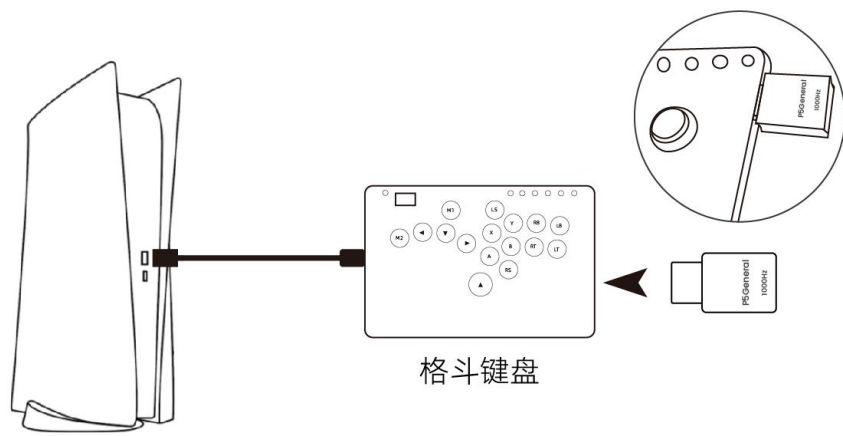 P5General
1000Hz
M1
LS
Y
RB
LB
M2
X
B
RT
LT
A
RS
P5General
1000Hz
格斗键盘